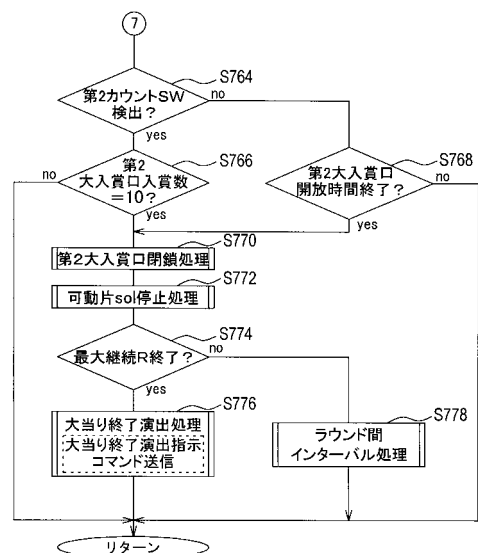 7
S764
第2カウントSW
検出?
no
yes
S766
第2
大入賞口入賞数
=10?
no
yes
S768
第2大入賞口
開放時間終了?
no
yes
S770
第2大入賞口閉鎖処理
S772
可動片sol停止処理
S774
最大継続R終了?
no
yes
S776
大当り終了演出処理
大当り終了演出指示
コマンド送信
S778
ラウンド間
インターバル処理
リターン